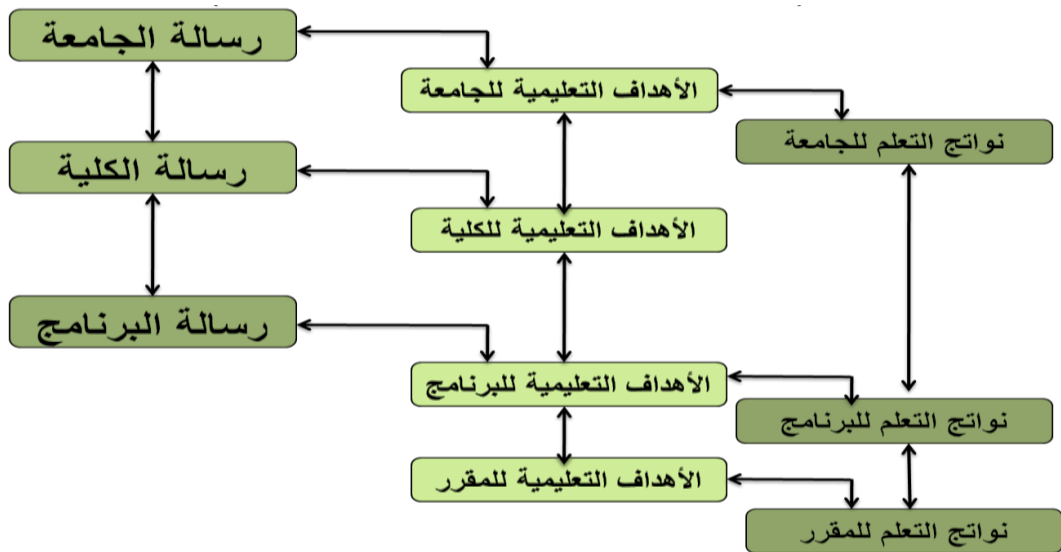 رسالة الجامعة
الأهداف التعليمية للجامعة
نواتج التعلم للجامعة
رسالة الكلية
الأهداف التعليمية للكلية
رسالة البرنامج
الأهداف التعليمية للبرنامج
نواتج التعلم للبرنامج
الأهداف التعليمية للمقرر
نواتج التعلم للمقرر